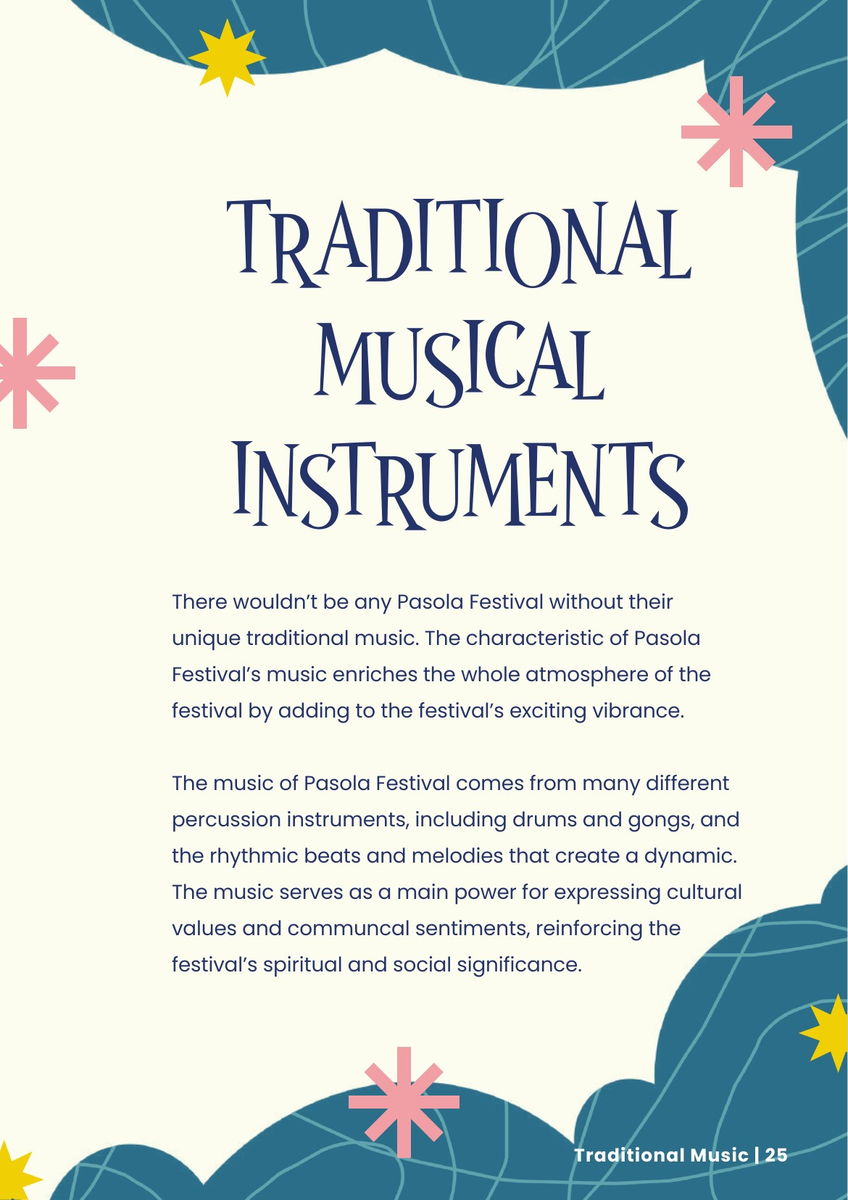 TRADITIONAL
MUSICAL
INSTRUMENTS
There wouldn’t be any Pasola Festival without their
unique traditional music. The characteristic of Pasola
Festival’s music enriches the whole atmosphere of the
festival by adding to the festival’s exciting vibrance.
The music of Pasola Festival comes from many different
percussion instruments, including drums and gongs, and
the rhythmic beats and melodies that create a dynamic.
The music serves as a main power for expressing cultural
values and communcal sentiments, reinforcing the
festival’s spiritual and social significance.
Traditional Music | 25